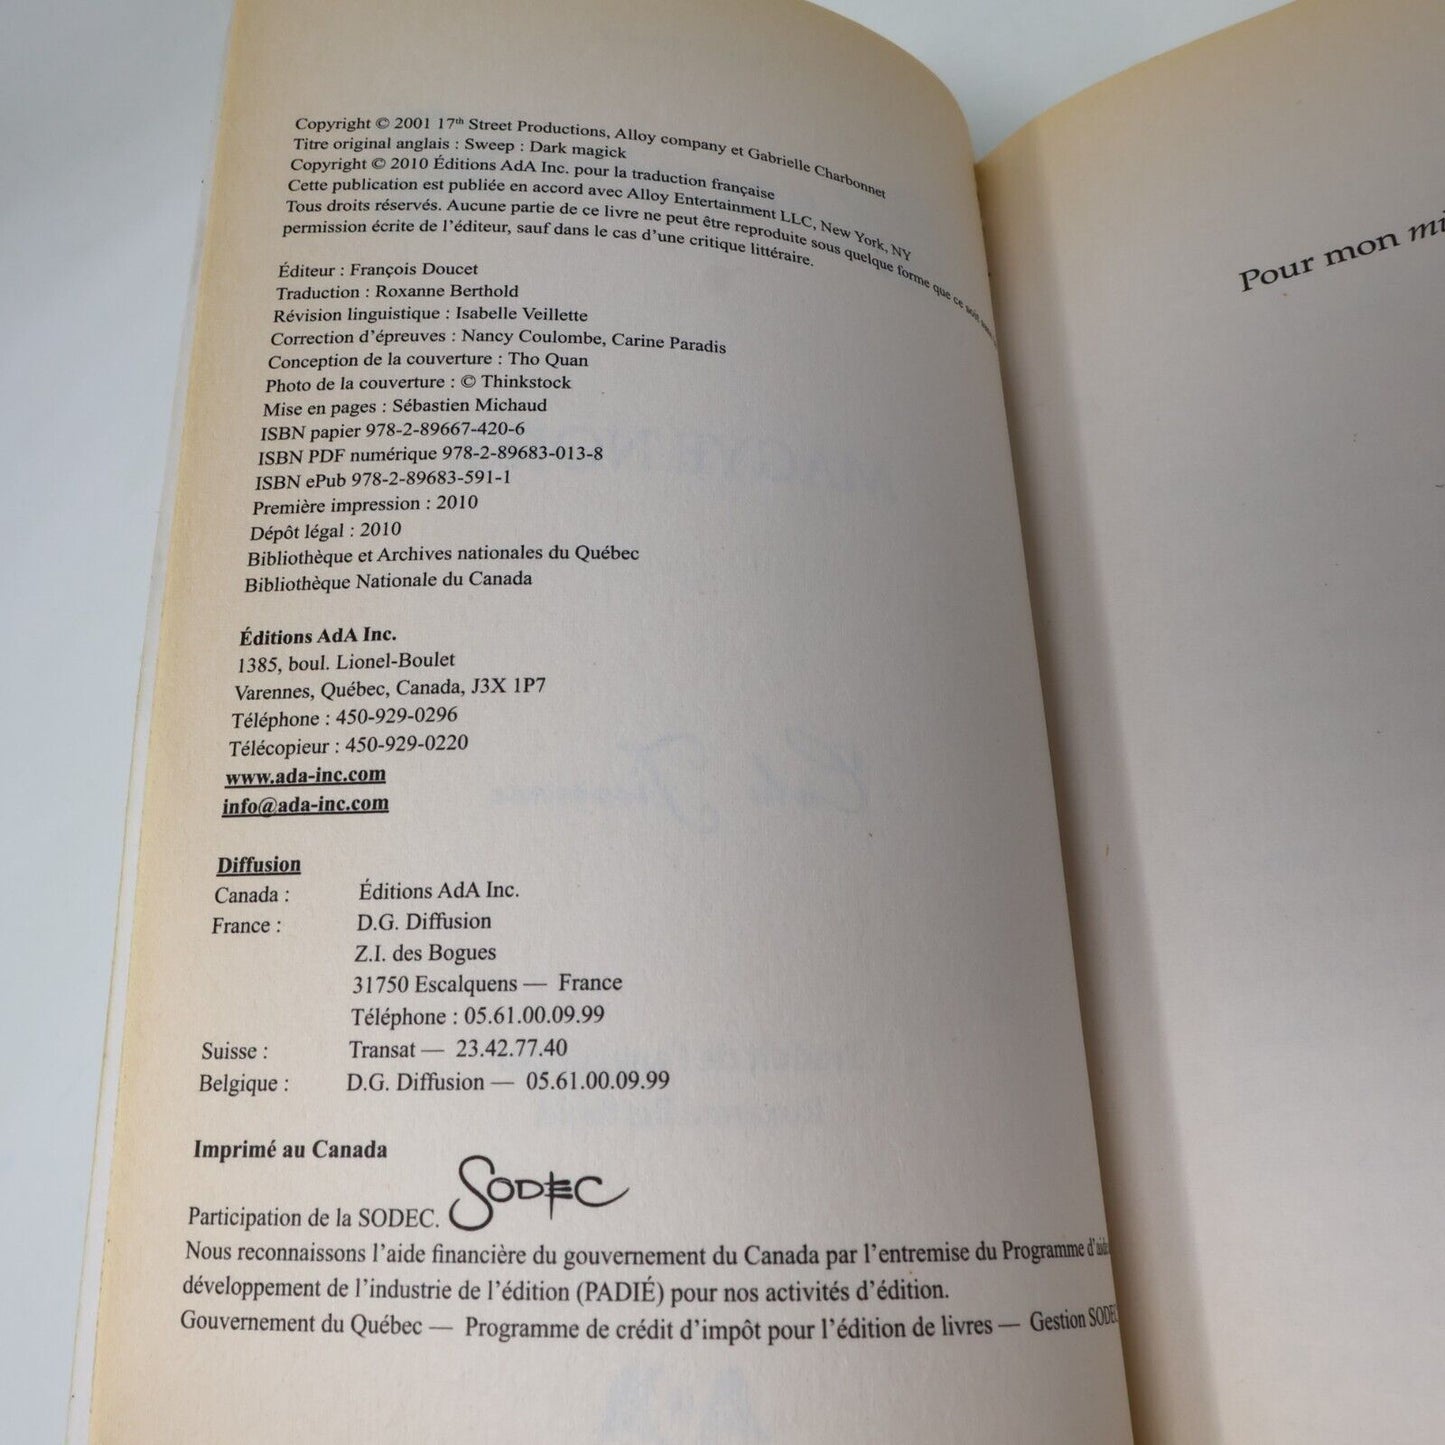 Copyright © 2001 17th Street Productions, Alloy company et Gabrielle Charbonnet
Titre original anglais : Sweep : Dark magick
Copyright © 2010 Éditions AdA Inc. pour la traduction française
Cette publication est publiée en accord avec Alloy Entertainment LLC, New York, NY
Tous droits réservés. Aucune partie de ce livre ne peut être reproduite sous quelque forme que ce soit sans
permission écrite de l'éditeur, sauf dans le cas d'une critique littéraire.
Éditeur : François Doucet
Traduction : Roxanne Berthold
Révision linguistique : Isabelle Veillette
Correction d'épreuves : Nancy Coulombe, Carine Paradis
Conception de la couverture : Tho Quan
Photo de la couverture : © Thinkstock
Mise en pages : Sébastien Michaud
ISBN papier 978-2-89667-420-6
ISBN PDF numérique 978-2-89683-013-8
ISBN ePub 978-2-89683-591-1
Première impression : 2010
Dépôt légal : 2010
Bibliothèque et Archives nationales du Québec
Bibliothèque Nationale du Canada
Éditions AdA Inc.
1385, boul. Lionel-Boulet
Varennes, Québec, Canada, J3X 1P7
Téléphone : 450-929-0296
Télécopieur : 450-929-0220
www.ada-inc.com
info@ada-inc.com
Diffusion
Canada : Éditions AdA Inc.
France : D.G. Diffusion
Z.I. des Bogues
31750 Escalquens — France
Téléphone : 05.61.00.09.99
Suisse : Transat — 23.42.77.40
Belgique : D.G. Diffusion — 05.61.00.09.99
Imprimé au Canada
Participation de la SODEC. SODEC
Nous reconnaissons l'aide financière du gouvernement du Canada par l'entremise du Programme
développement de l'industrie de l'édition (PADIÉ) pour nos activités d'édition.
Gouvernement du Québec — Programme de crédit d'impôt pour l'édition de livres — Gestion SODEC
Pour mon